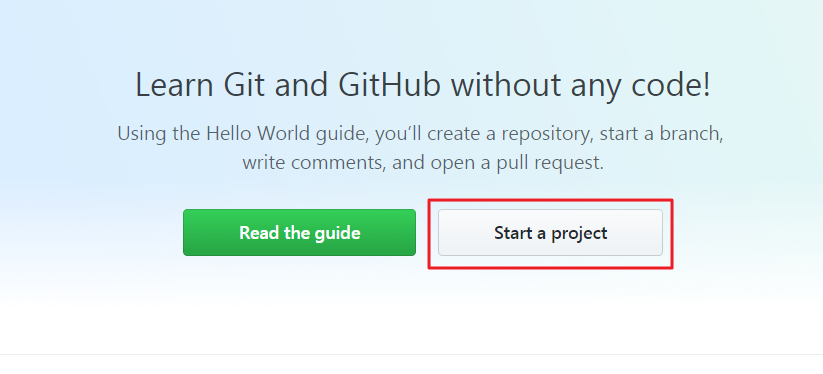 Learn Git and GitHub without any code!
Using the Hello World guide, you’ll create a repository, start a branch,
write comments, and open a pull request.
Read the guide
Start a project